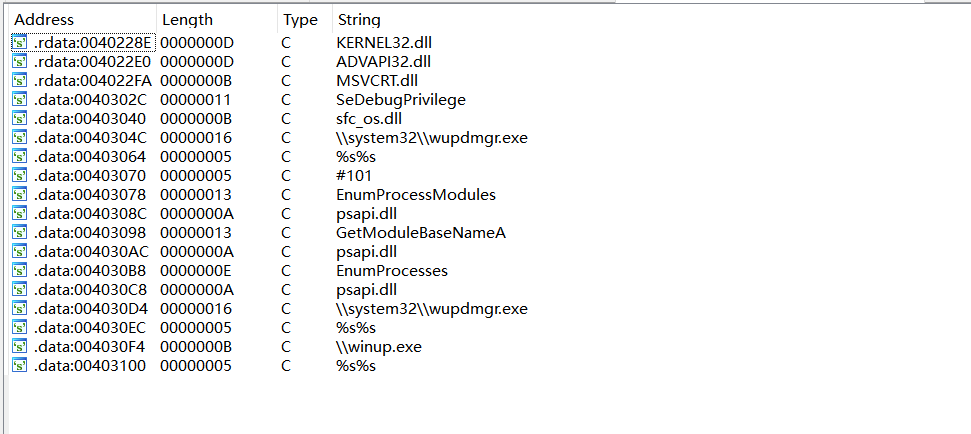 Address Length Type String
.rdata:0040228E 0000000D C KERNEL32.dll
.rdata:004022E0 0000000D C ADVAPI32.dll
.rdata:004022FA 0000000B C MSVCRT.dll
.data:0040302C 00000011 C SeDebugPrivilege
.data:00403040 0000000B C sfc_os.dll
.data:0040304C 00000016 C \\system32\\wupdmgr.exe
.data:00403064 00000005 C %s%s
.data:00403070 00000005 C #101
.data:00403078 00000013 C EnumProcessModules
.data:0040308C 0000000A C psapi.dll
.data:00403098 00000013 C GetModuleBaseNameA
.data:004030AC 0000000A C psapi.dll
.data:004030B8 0000000E C EnumProcesses
.data:004030C8 0000000A C psapi.dll
.data:004030D4 00000016 C \\system32\\wupdmgr.exe
.data:004030EC 00000005 C %s%s
.data:004030F4 0000000B C \\winup.exe
.data:00403100 00000005 C %s%s